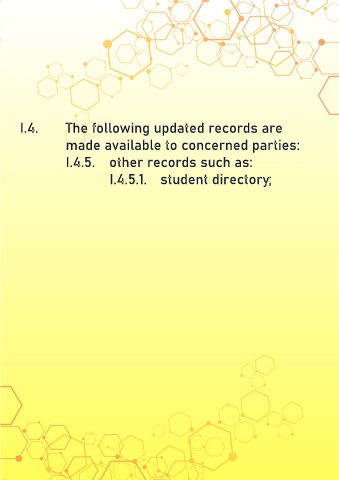 I.4. The following updated records are
made available to concerned parties:
I.4.5. other records such as:
I.4.5.1. student directory;